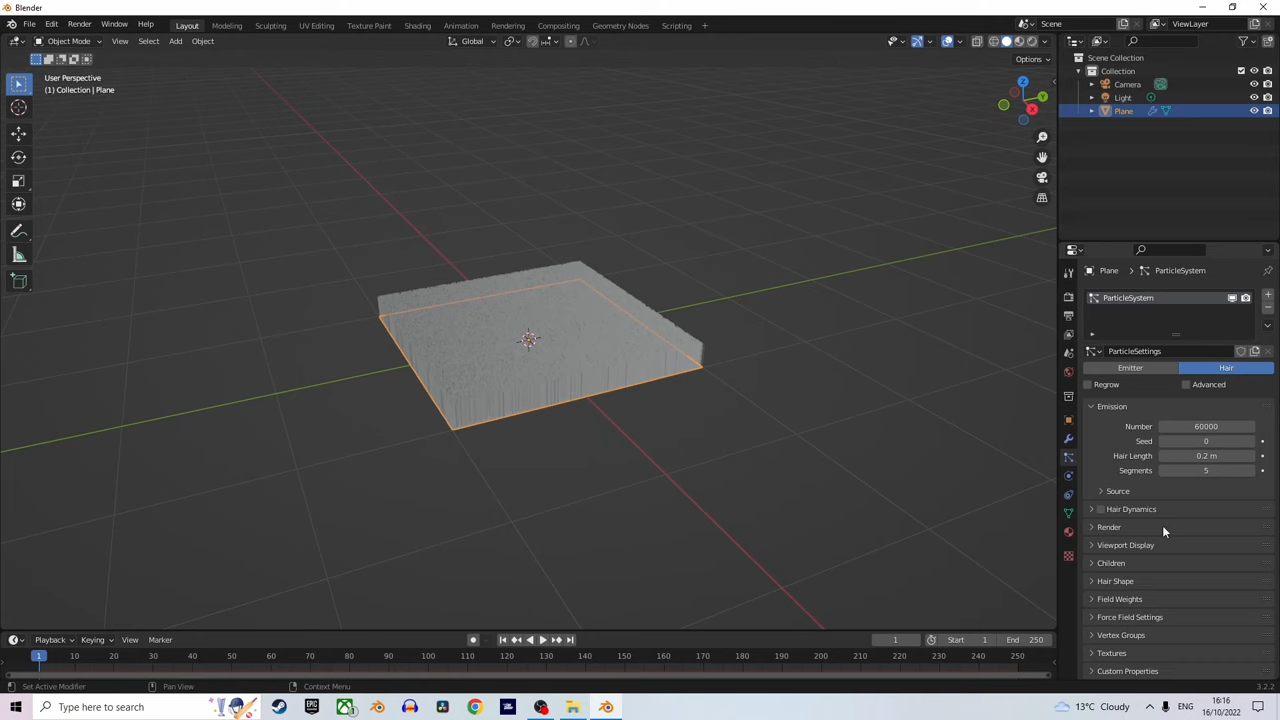 Blender
File Edit Render Window Help Layout Modeling Sculpting UV Editing Texture Paint Shading Animation Rendering Compositing Geometry Nodes Scripting + Scene ViewLayer
Object Mode View Select Add Object Global
Options
User Perspective
(1) Collection | Plane
Z
Y
X
Scene Collection
Collection
Camera
Light
Plane
Plane > ParticleSystem
ParticleSystem
ParticleSettings
Emitter Hair
Regrow Advanced
Emission
Number 60000
Seed 0
Hair Length 0.2 m
Segments 5
Source
Hair Dynamics
Render
Viewport Display
Children
Hair Shape
Field Weights
Force Field Settings
Vertex Groups
Textures
Custom Properties
Playback Keying View Marker 1 Start 1 End 250
1 10 20 30 40 50 60 70 80 90 100 110 120 130 140 150 160 170 180 190 200 210 220 230 240 250
Set Active Modifier Pan View Context Menu 3.2.2
Type here to search
13°C Cloudy
16:16
16/10/2022